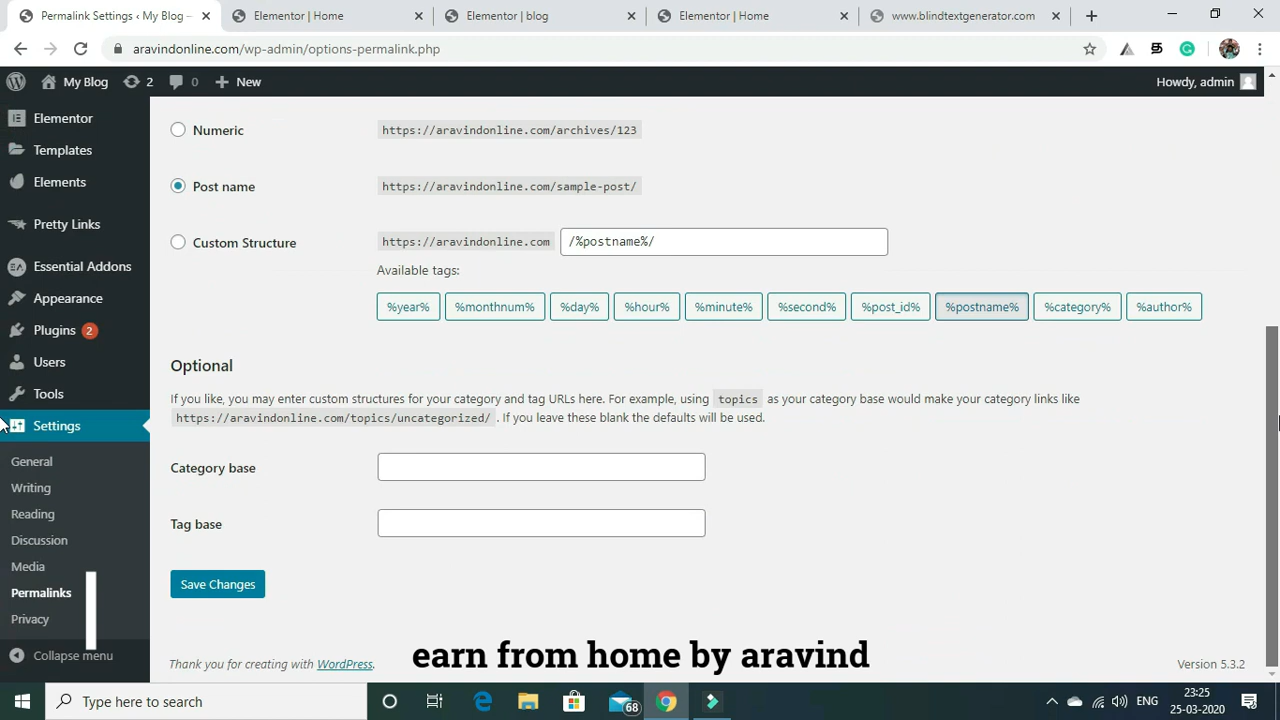 Permalink Settings ‹ My Blog –
Elementor | Home
Elementor | blog
Elementor | Home
www.blindtextgenerator.com
aravindonline.com/wp-admin/options-permalink.php
My Blog
2
0
New
Howdy, admin
Elementor
Templates
Elements
Pretty Links
Essential Addons
Appearance
Plugins 2
Users
Tools
Settings
General
Writing
Reading
Discussion
Media
Permalinks
Privacy
Collapse menu
Numeric
https://aravindonline.com/archives/123
Post name
https://aravindonline.com/sample-post/
Custom Structure
https://aravindonline.com
/%postname%/
Available tags:
%year% %monthnum% %day% %hour% %minute% %second% %post_id% %postname% %category% %author%
Optional
If you like, you may enter custom structures for your category and tag URLs here. For example, using topics as your category base would make your category links like
https://aravindonline.com/topics/uncategorized/ . If you leave these blank the defaults will be used.
Category base
Tag base
Save Changes
Thank you for creating with WordPress.
earn from home by aravind
Version 5.3.2
Type here to search
68
ENG
23:25
25-03-2020